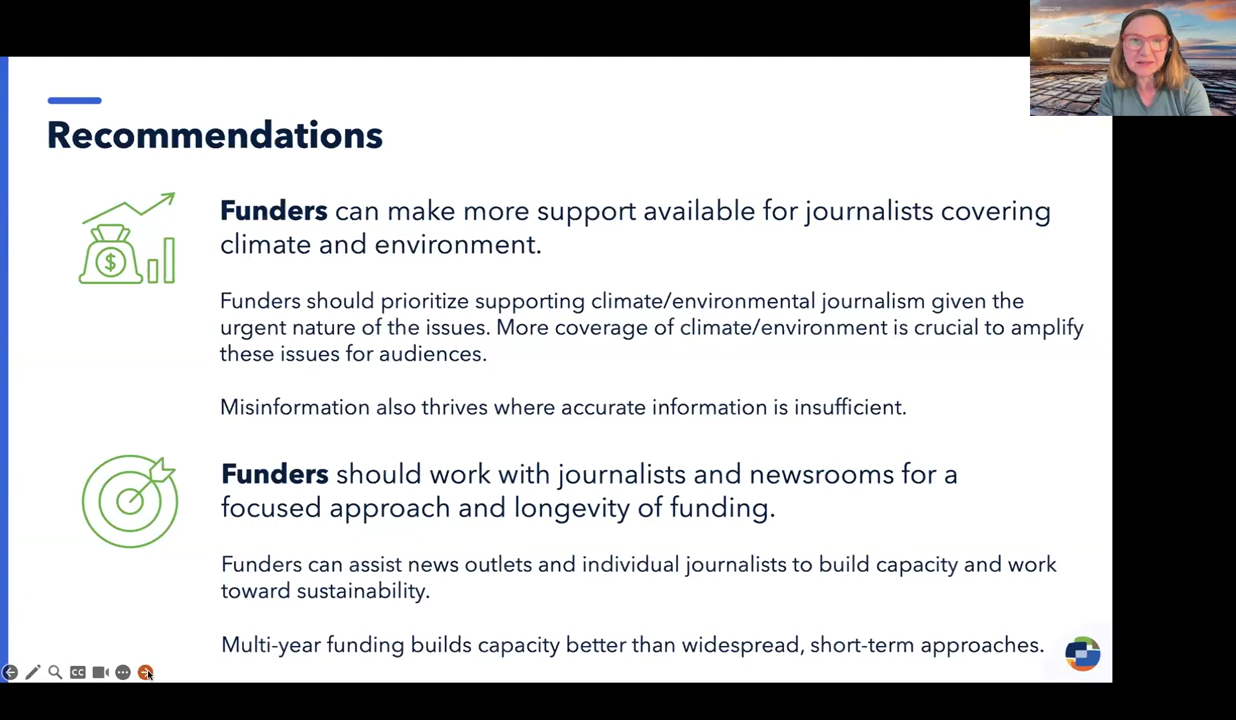 Recommendations
Funders can make more support available for journalists covering
climate and environment.
$
Funders should prioritize supporting climate/environmental journalism given the
urgent nature of the issues. More coverage of climate/environment is crucial to amplify
these issues for audiences.
Misinformation also thrives where accurate information is insufficient.
Funders should work with journalists and newsrooms for a
focused approach and longevity of funding.
Funders can assist news outlets and individual journalists to build capacity and work
toward sustainability.
Multi-year funding builds capacity better than widespread, short-term approaches.
CC